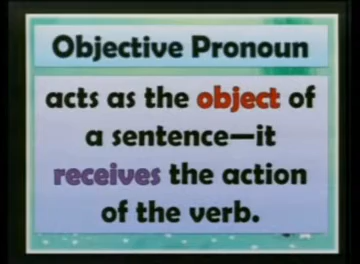 Objective Pronoun
acts as the object of
a sentence—it
receives the action
of the verb.